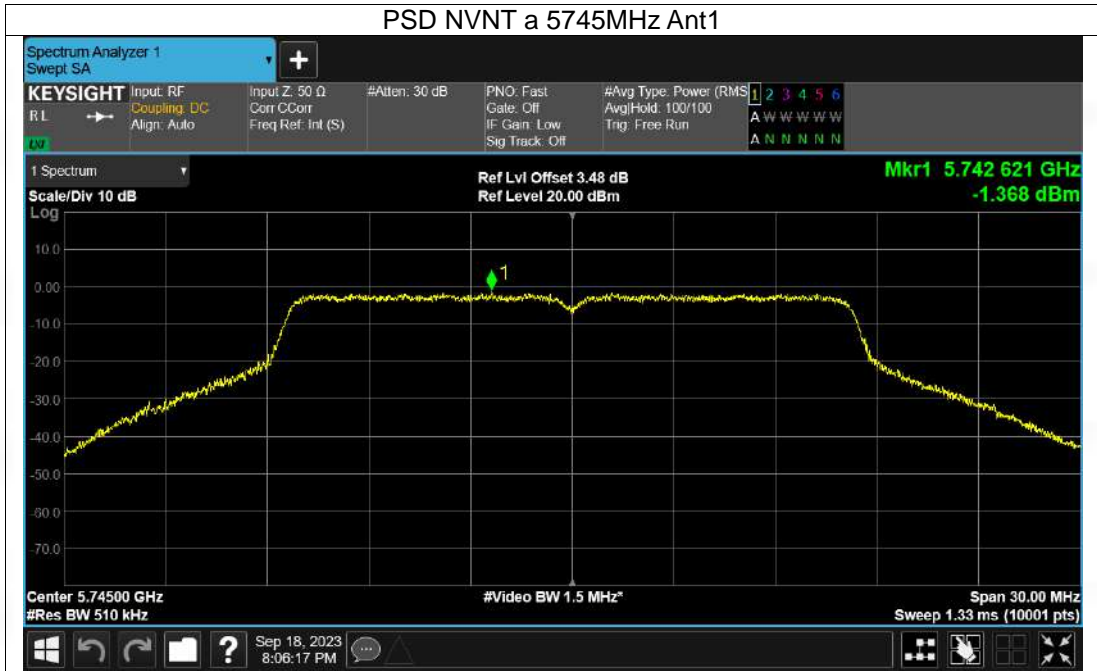 PSD NVNT a 5745MHz Ant1
Spectrum Analyzer 1
Swept SA
+
KEYSIGHT
R L
LXI
Input: RF
Coupling: DC
Align: Auto
Input Z: 50 Ω
Corr CCorr
Freq Ref: Int (S)
#Atten: 30 dB
PNO: Fast
Gate: Off
IF Gain: Low
Sig Track: Off
#Avg Type: Power (RMS
Avg|Hold: 100/100
Trig: Free Run
1 2 3 4 5 6
A W W W W W
A N N N N N
1 Spectrum
Scale/Div 10 dB
Log
Ref Lvl Offset 3.48 dB
Ref Level 20.00 dBm
Mkr1 5.742 621 GHz
-1.368 dBm
10.0
0.00
-10.0
-20.0
-30.0
-40.0
-50.0
-60.0
-70.0
1
Center 5.74500 GHz
#Res BW 510 kHz
#Video BW 1.5 MHz*
Span 30.00 MHz
Sweep 1.33 ms (10001 pts)
?
Sep 18, 2023
8:06:17 PM